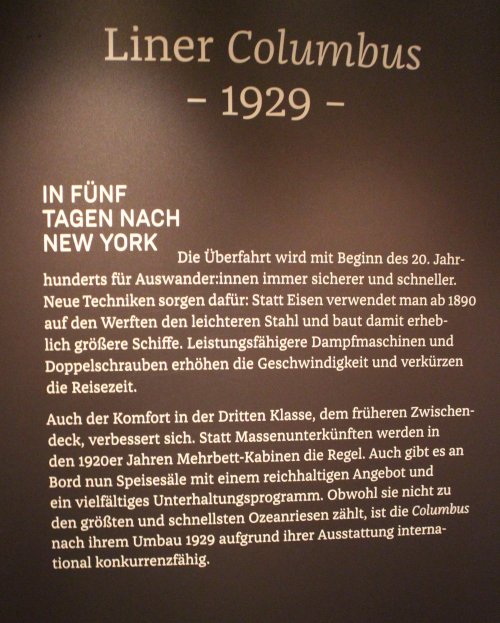 Liner Columbus
– 1929 –
IN FÜNF
TAGEN NACH
NEW YORK
Die Überfahrt wird mit Beginn des 20. Jahr-
hunderts für Auswander:innen immer sicherer und schneller.
Neue Techniken sorgen dafür: Statt Eisen verwendet man ab 1890
auf den Werften den leichteren Stahl und baut damit erheb-
lich größere Schiffe. Leistungsfähigere Dampfmaschinen und
Doppelschrauben erhöhen die Geschwindigkeit und verkürzen
die Reisezeit.
Auch der Komfort in der Dritten Klasse, dem früheren Zwischen-
deck, verbessert sich. Statt Massenunterkünften werden in
den 1920er Jahren Mehrbett-Kabinen die Regel. Auch gibt es an
Bord nun Speisesäle mit einem reichhaltigen Angebot und
ein vielfältiges Unterhaltungsprogramm. Obwohl sie nicht zu
den größten und schnellsten Ozeanriesen zählt, ist die Columbus
nach ihrem Umbau 1929 aufgrund ihrer Ausstattung interna-
tional konkurrenzfähig.